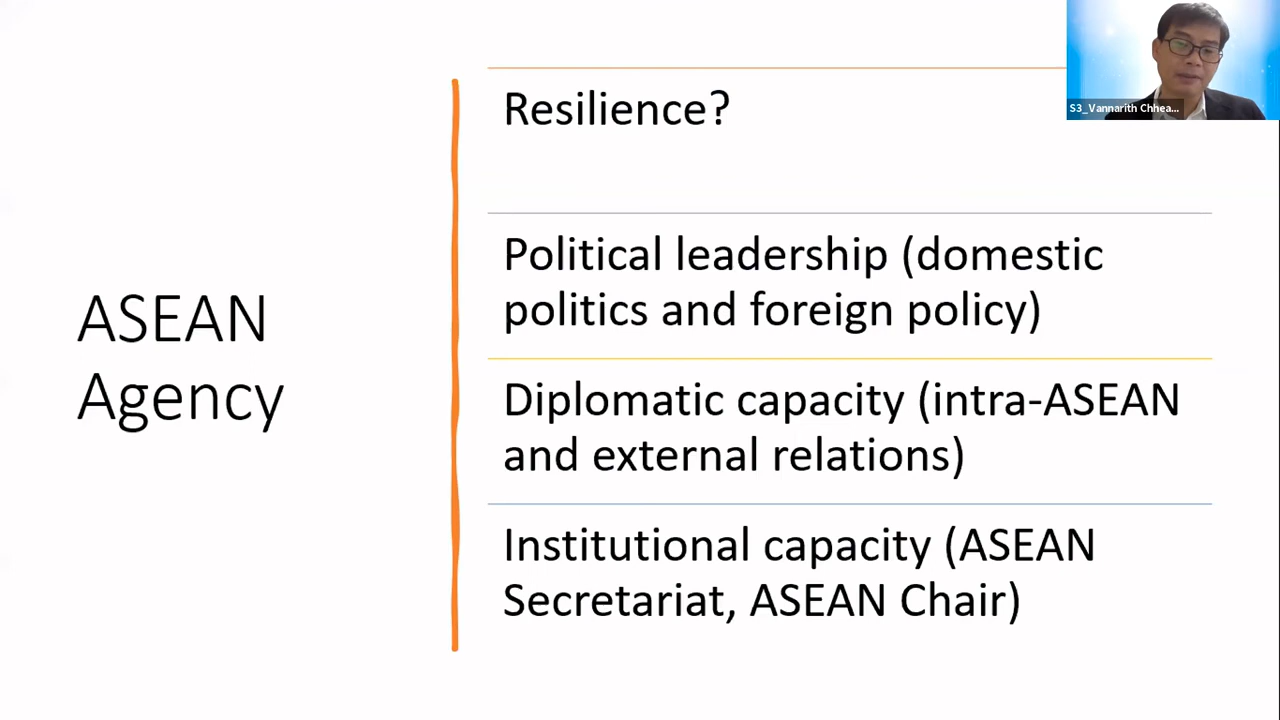 ASEAN
Agency
Resilience?
Political leadership (domestic
politics and foreign policy)
Diplomatic capacity (intra-ASEAN
and external relations)
Institutional capacity (ASEAN
Secretariat, ASEAN Chair)
S3_Vannarith Chhea...